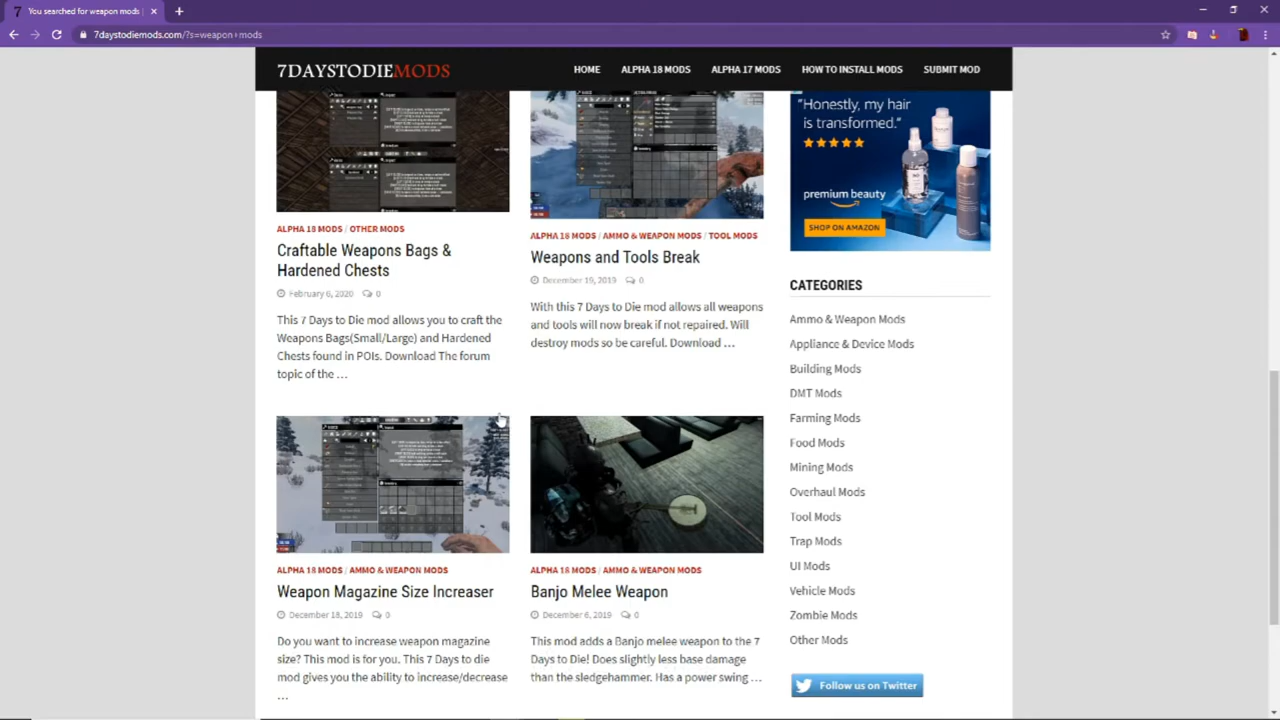 You searched for weapon mods |
7daystodiemods.com/?s=weapon+mods
7DAYSTODIEMODS
HOME
ALPHA 18 MODS
ALPHA 17 MODS
HOW TO INSTALL MODS
SUBMIT MOD
"Honestly, my hair
is transformed."
premium beauty
SHOP ON AMAZON
ALPHA 18 MODS / OTHER MODS
Craftable Weapons Bags &
Hardened Chests
February 6, 2020 0
This 7 Days to Die mod allows you to craft the
Weapons Bags(Small/Large) and Hardened
Chests found in POIs. Download The forum
topic of the ...
ALPHA 18 MODS / AMMO & WEAPON MODS / TOOL MODS
Weapons and Tools Break
December 19, 2019 0
With this 7 Days to Die mod allows all weapons
and tools will now break if not repaired. Will
destroy mods so be careful. Download ...
ALPHA 18 MODS / AMMO & WEAPON MODS
Weapon Magazine Size Increaser
December 18, 2019 0
Do you want to increase weapon magazine
size? This mod is for you. This 7 Days to die
mod gives you the ability to increase/decrease
...
ALPHA 18 MODS / AMMO & WEAPON MODS
Banjo Melee Weapon
December 6, 2019 0
This mod adds a Banjo melee weapon to the 7
Days to Die! Does slightly less base damage
than the sledgehammer. Has a power swing ...
CATEGORIES
Ammo & Weapon Mods
Appliance & Device Mods
Building Mods
DMT Mods
Farming Mods
Food Mods
Mining Mods
Overhaul Mods
Tool Mods
Trap Mods
UI Mods
Vehicle Mods
Zombie Mods
Other Mods
Follow us on Twitter